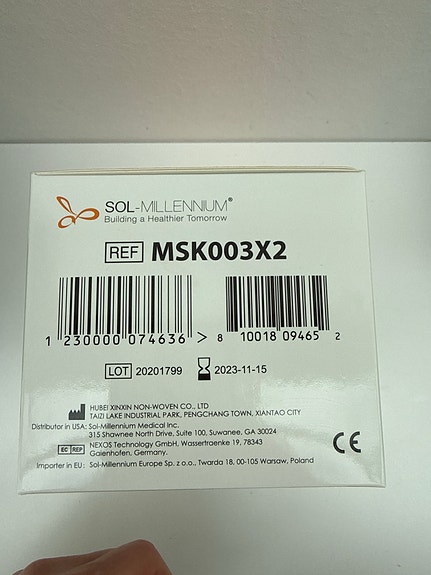 SOL-MILLENNIUM®
Building a Healthier Tomorrow
REF MSK003X2
1 230000 074636 > 8 10018 09465 2
LOT 20201799 2023-11-15
HUBEI XINXIN NON-WOVEN CO., LTD
TAIZI LAKE INDUSTRIAL PARK, PENGCHANG TOWN, XIANTAO CITY
Distributor in USA: Sol-Millennium Medical Inc.
315 Shawnee North Drive, Suite 100, Suwanee, GA 30024
EC REP NEXOS Technology GmbH, Wassertraenke 19, 78343
Gaienhofen, Germany.
Importer in EU: Sol-Millennium Europe Sp. z o.o., Twarda 18, 00-105 Warsaw, Poland
CE